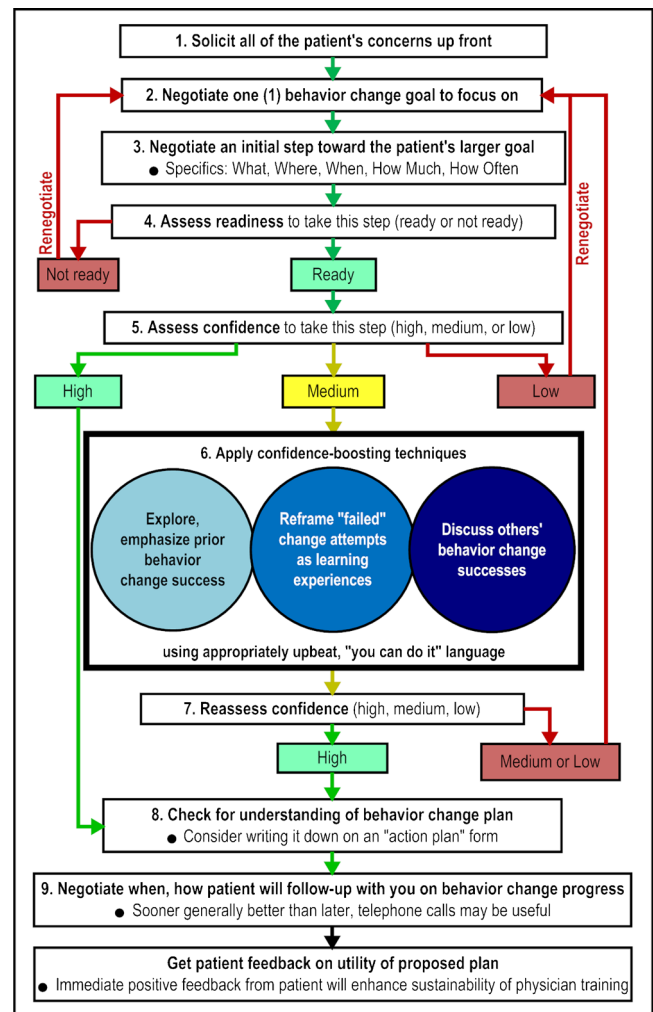 1. Solicit all of the patient's concerns up front
2. Negotiate one (1) behavior change goal to focus on
3. Negotiate an initial step toward the patient's larger goal
● Specifics: What, Where, When, How Much, How Often
Renegotiate
Renegotiate
4. Assess readiness to take this step (ready or not ready)
Not ready
Ready
5. Assess confidence to take this step (high, medium, or low)
High
Medium
Low
6. Apply confidence-boosting techniques
Explore,
emphasize prior
behavior
change success
Reframe "failed"
change attempts
as learning
experiences
Discuss others'
behavior change
successes
using appropriately upbeat, "you can do it" language
7. Reassess confidence (high, medium, low)
High
Medium or Low
8. Check for understanding of behavior change plan
● Consider writing it down on an "action plan" form
9. Negotiate when, how patient will follow-up with you on behavior change progress
● Sooner generally better than later, telephone calls may be useful
Get patient feedback on utility of proposed plan
● Immediate positive feedback from patient will enhance sustainability of physician training